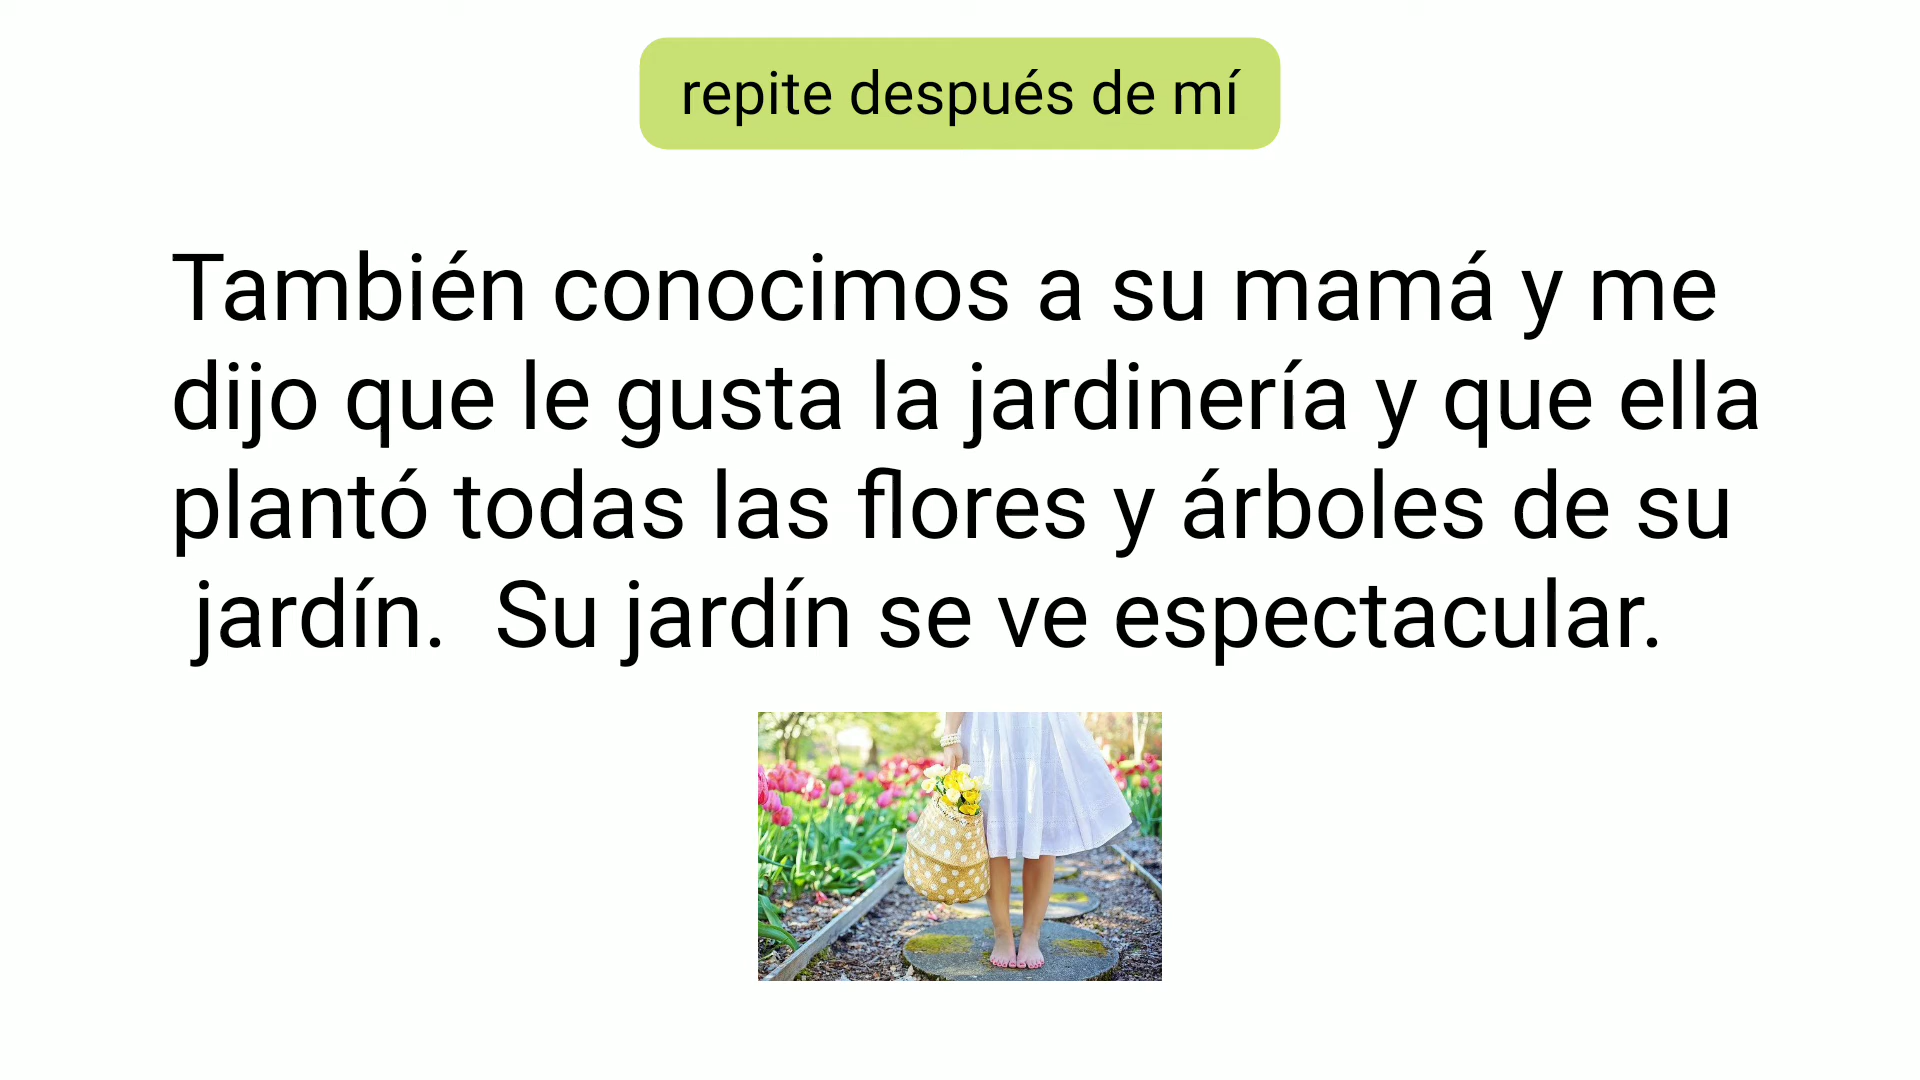 repite después de mí
También conocimos a su mamá y me
dijo que le gusta la jardinería y que ella
plantó todas las flores y árboles de su
jardín.  Su jardín se ve espectacular.